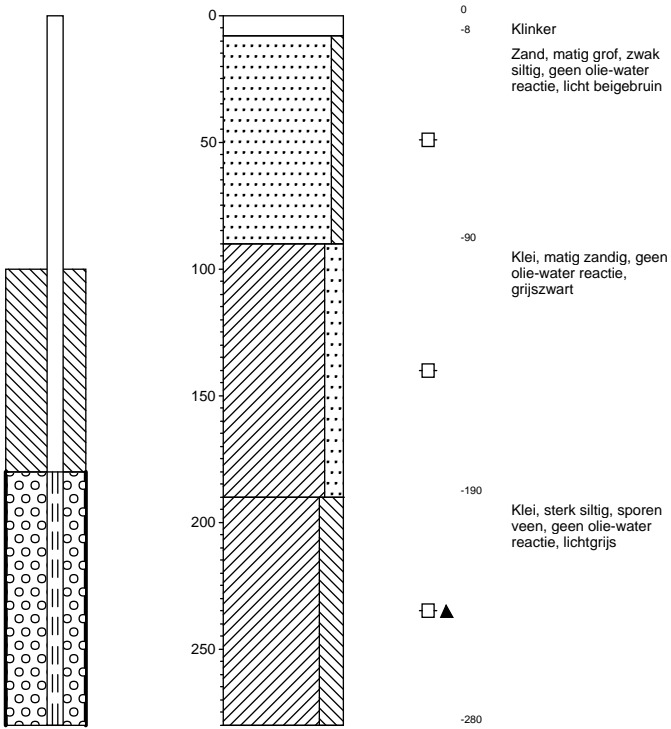 0
0
-8
Klinker
Zand, matig grof, zwak
siltig, geen olie-water
reactie, licht beigebruin
50
-90
Klei, matig zandig, geen
olie-water reactie,
grijszwart
100
150
-190
Klei, sterk siltig, sporen
veen, geen olie-water
reactie, lichtgrijs
200
250
-280